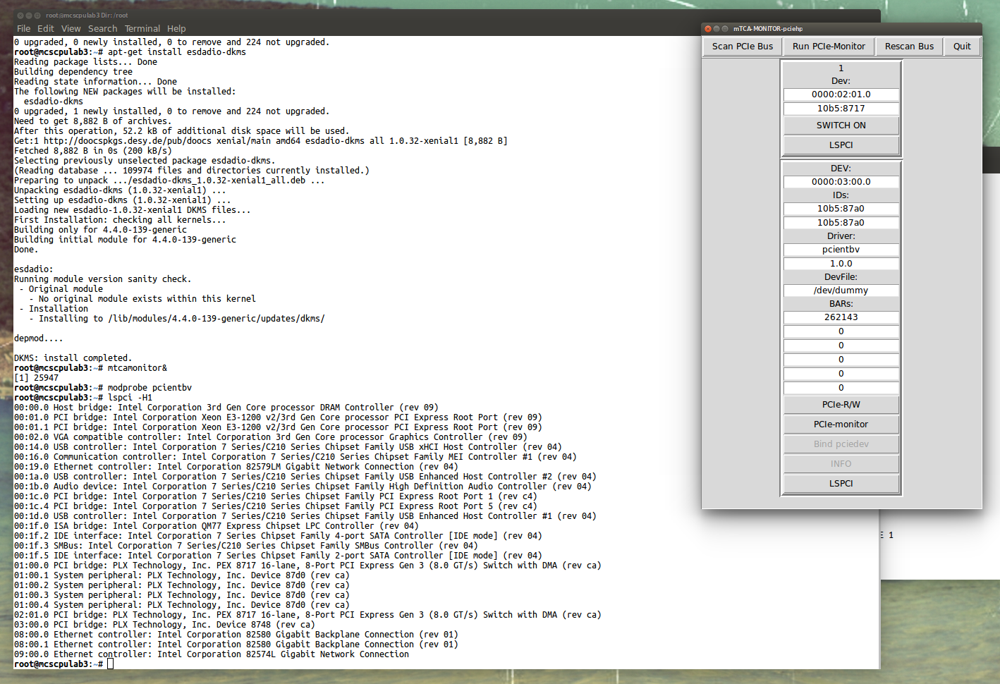 root@mcscpulab3 Dir: /root
File Edit View Search Terminal Help
0 upgraded, 0 newly installed, 0 to remove and 224 not upgraded.
root@mcscpulab3:~# apt-get install esdadio-dkms
Reading package lists... Done
Building dependency tree
Reading state information... Done
The following NEW packages will be installed:
  esdadio-dkms
0 upgraded, 1 newly installed, 0 to remove and 224 not upgraded.
Need to get 8,882 B of archives.
After this operation, 52.2 kB of additional disk space will be used.
Get:1 http://doocspkgs.desy.de/pub/doocs xenial/main amd64 esdadio-dkms all 1.0.32-xenial1 [8,882 B]
Fetched 8,882 B in 0s (200 kB/s)
Selecting previously unselected package esdadio-dkms.
(Reading database ... 109974 files and directories currently installed.)
Preparing to unpack .../esdadio-dkms_1.0.32-xenial1_all.deb ...
Unpacking esdadio-dkms (1.0.32-xenial1) ...
Setting up esdadio-dkms (1.0.32-xenial1) ...
Loading new esdadio-1.0.32-xenial1 DKMS files...
First Installation: checking all kernels...
Building only for 4.4.0-139-generic
Building initial module for 4.4.0-139-generic
Done.
esdadio:
Running module version sanity check.
 - Original module
   - No original module exists within this kernel
 - Installation
   - Installing to /lib/modules/4.4.0-139-generic/updates/dkms/
depmod....
DKMS: install completed.
root@mcscpulab3:~# mtcamonitor&
[1] 25947
root@mcscpulab3:~# modprobe pcientbv
root@mcscpulab3:~# lspci -H1
00:00.0 Host bridge: Intel Corporation 3rd Gen Core processor DRAM Controller (rev 09)
00:01.0 PCI bridge: Intel Corporation Xeon E3-1200 v2/3rd Gen Core processor PCI Express Root Port (rev 09)
00:01.1 PCI bridge: Intel Corporation Xeon E3-1200 v2/3rd Gen Core processor PCI Express Root Port (rev 09)
00:02.0 VGA compatible controller: Intel Corporation 3rd Gen Core processor Graphics Controller (rev 09)
00:14.0 USB controller: Intel Corporation 7 Series/C210 Series Chipset Family USB xHCI Host Controller (rev 04)
00:16.0 Communication controller: Intel Corporation 7 Series/C210 Series Chipset Family MEI Controller #1 (rev 04)
00:19.0 Ethernet controller: Intel Corporation 82579LM Gigabit Network Connection (rev 04)
00:1a.0 USB controller: Intel Corporation 7 Series/C210 Series Chipset Family USB Enhanced Host Controller #2 (rev 04)
00:1b.0 Audio device: Intel Corporation 7 Series/C210 Series Chipset Family High Definition Audio Controller (rev 04)
00:1c.0 PCI bridge: Intel Corporation 7 Series/C210 Series Chipset Family PCI Express Root Port 1 (rev c4)
00:1c.4 PCI bridge: Intel Corporation 7 Series/C210 Series Chipset Family PCI Express Root Port 5 (rev c4)
00:1d.0 USB controller: Intel Corporation 7 Series/C210 Series Chipset Family USB Enhanced Host Controller #1 (rev 04)
00:1f.0 ISA bridge: Intel Corporation QM77 Express Chipset LPC Controller (rev 04)
00:1f.2 IDE interface: Intel Corporation 7 Series Chipset Family 4-port SATA Controller [IDE mode] (rev 04)
00:1f.3 SMBus: Intel Corporation 7 Series/C210 Series Chipset Family SMBus Controller (rev 04)
00:1f.5 IDE interface: Intel Corporation 7 Series Chipset Family 2-port SATA Controller [IDE mode] (rev 04)
01:00.0 PCI bridge: PLX Technology, Inc. PEX 8717 16-lane, 8-Port PCI Express Gen 3 (8.0 GT/s) Switch with DMA (rev ca)
01:00.1 System peripheral: PLX Technology, Inc. Device 87d0 (rev ca)
01:00.2 System peripheral: PLX Technology, Inc. Device 87d0 (rev ca)
01:00.3 System peripheral: PLX Technology, Inc. Device 87d0 (rev ca)
01:00.4 System peripheral: PLX Technology, Inc. Device 87d0 (rev ca)
02:01.0 PCI bridge: PLX Technology, Inc. PEX 8717 16-lane, 8-Port PCI Express Gen 3 (8.0 GT/s) Switch with DMA (rev ca)
03:00.0 PCI bridge: PLX Technology, Inc. Device 8748 (rev ca)
08:00.0 Ethernet controller: Intel Corporation 82580 Gigabit Backplane Connection (rev 01)
08:00.1 Ethernet controller: Intel Corporation 82580 Gigabit Backplane Connection (rev 01)
09:00.0 Ethernet controller: Intel Corporation 82574L Gigabit Network Connection
root@mcscpulab3:~#
mTCA-MONITOR-pciehp
Scan PCIe Bus Run PCIe-Monitor Rescan Bus Quit
1
Dev:
0000:02:01.0
10b5:8717
SWITCH ON
LSPCI
DEV:
0000:03:00.0
IDs:
10b5:87a0
10b5:87a0
Driver:
pcientbv
1.0.0
DevFile:
/dev/dummy
BARs:
262143
0
0
0
0
0
PCIe-R/W
PCIe-monitor
Bind pciedev
INFO
LSPCI
E 1